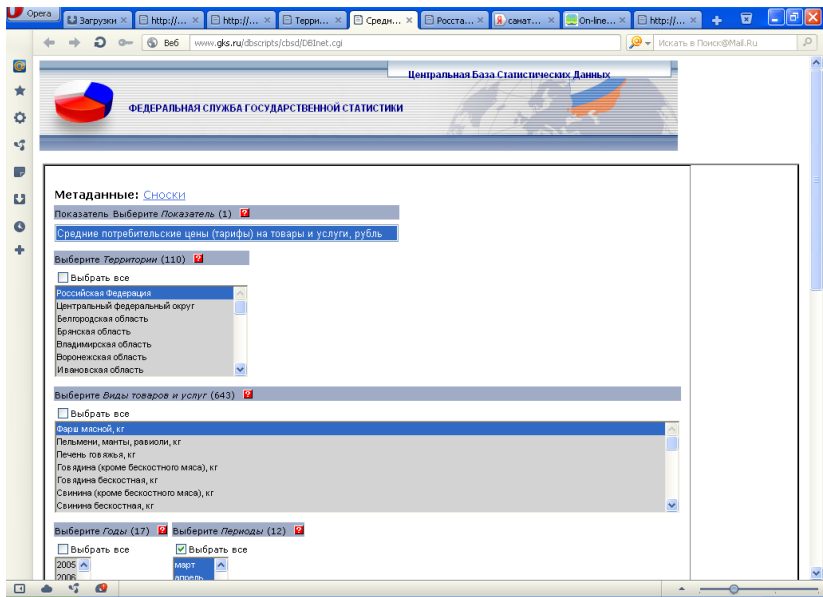 Opera Загрузки http://... http://... Терри... Средн... Росста... санат... On-line... http://...
Веб www.gks.ru/dbscripts/cbsd/DBInet.cgi Искать в Поиск@Mail.Ru
Центральная База Статистических Данных
ФЕДЕРАЛЬНАЯ СЛУЖБА ГОСУДАРСТВЕННОЙ СТАТИСТИКИ
Метаданные: Сноски
Показатель Выберите Показатель (1) ?
Средние потребительские цены (тарифы) на товары и услуги, рубль
Выберите Территории (110) ?
Выбрать все
Российская Федерация
Центральный федеральный округ
Белгородская область
Брянская область
Владимирская область
Воронежская область
Ивановская область
Выберите Виды товаров и услуг (643) ?
Выбрать все
Фарш мясной, кг
Пельмени, манты, равиоли, кг
Печень говяжья, кг
Говядина (кроме бескостного мяса), кг
Говядина бескостная, кг
Свинина (кроме бескостного мяса), кг
Свинина бескостная, кг
Выберите Годы (17) ? Выберите Периоды (12) ?
Выбрать все Выбрать все
2005 март
2006 апрель